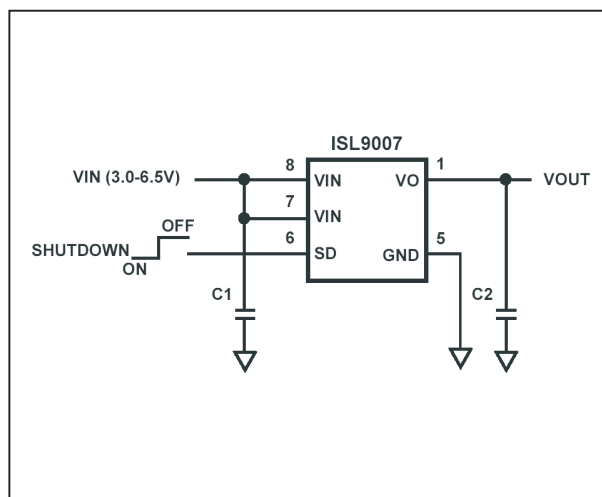 ISL9007
VIN (3.0-6.5V)
8
VIN
VO
1
VOUT
7
VIN
OFF
SHUTDOWN
ON
6
SD
GND
5
C1
C2